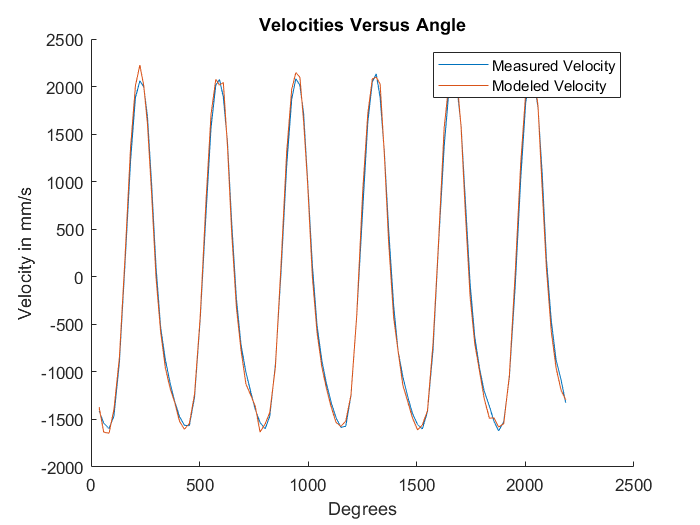 Velocities Versus Angle
2500
2000
1500
1000
500
0
-500
-1000
-1500
-2000
Velocity in mm/s
Measured Velocity
Modeled Velocity
0 500 1000 1500 2000 2500
Degrees